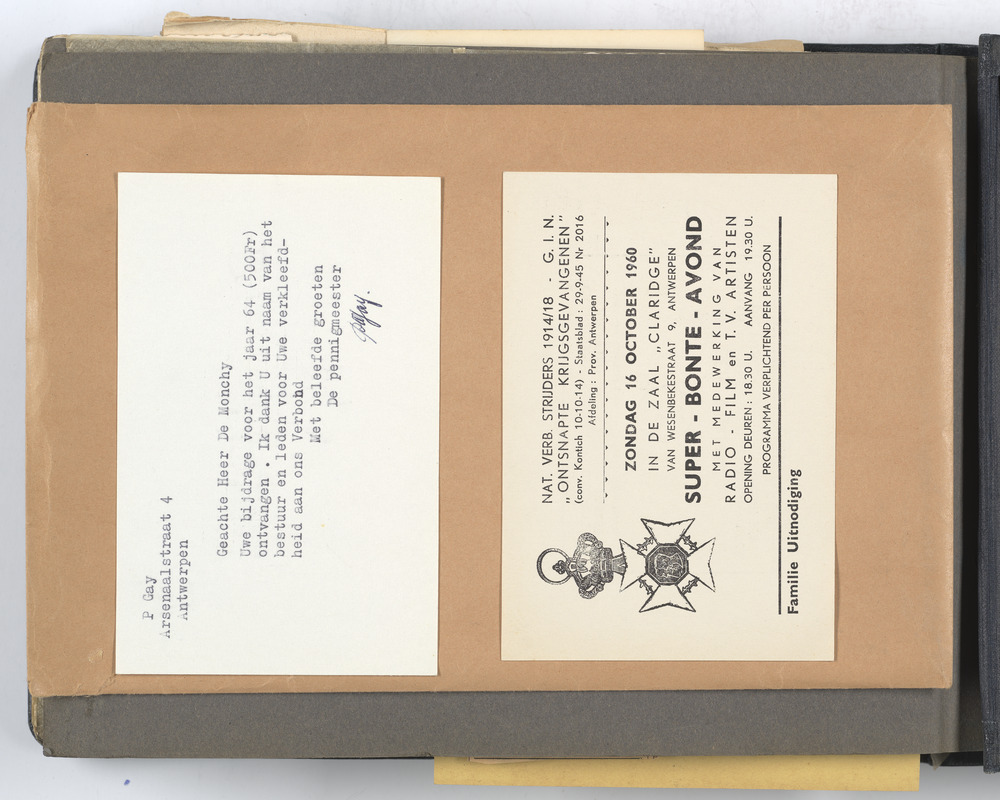 P Gay
Arsenaalstraat 4
Antwerpen
Geachte Heer De Monchy
Uwe bijdrage voor het jaar 64 (500Fr)
ontvangen . Ik dank U uit naam van het
bestuur en leden voor Uwe verkleefd-
heid aan ons Verbond
Met beleefde groeten
De pennigmeester
PGay.
NAT. VERB. STRIJDERS 1914/18 - G. I. N.
„ONTSNAPTE KRIJGSGEVANGENEN"
(conv. Kontich 10-10-14) - Staatsblad : 29-9-45 Nr 2016
Afdeling : Prov. Antwerpen
ZONDAG 16 OCTOBER 1960
IN DE ZAAL „CLARIDGE"
VAN WESENBEKESTRAAT 9, ANTWERPEN
SUPER - BONTE - AVOND
MET MEDEWERKING VAN
RADIO - FILM en T. V. ARTISTEN
OPENING DEUREN : 18.30 U. AANVANG 19.30 U.
PROGRAMMA VERPLICHTEND PER PERSOON
Familie Uitnodiging